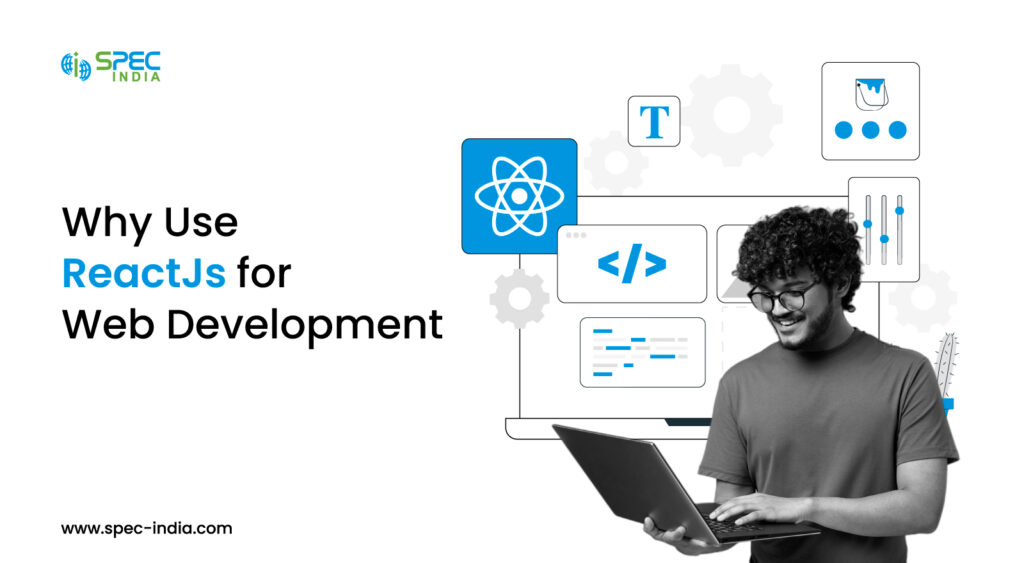 SPEC
INDIA
T
</>
Why Use
ReactJs for
Web Development
www.spec-india.com